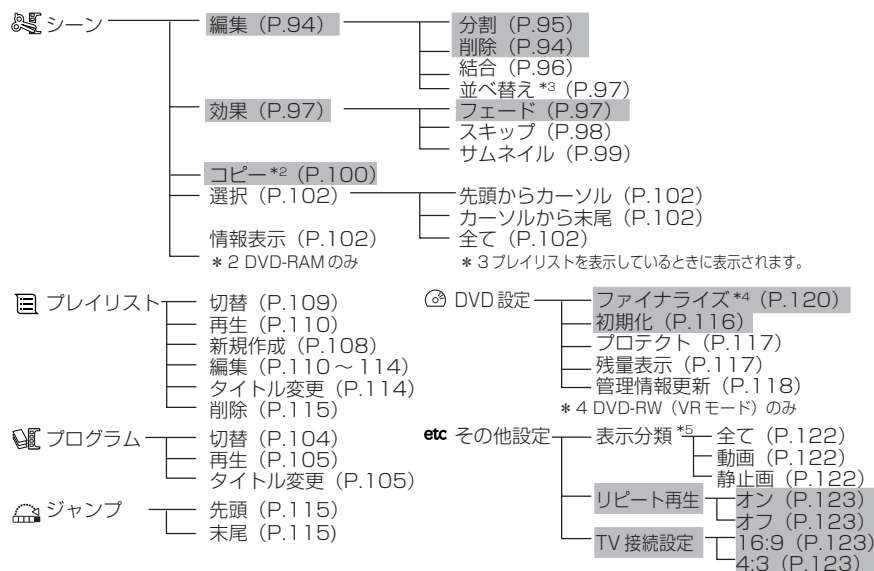 シーン
編集（P.94）
分割（P.95）
削除（P.94）
結合（P.96）
並べ替え *3（P.97）
効果（P.97）
フェード（P.97）
スキップ（P.98）
サムネイル（P.99）
コピー *2（P.100）
選択（P.102）
先頭からカーソル（P.102）
カーソルから末尾（P.102）
全て（P.102）
情報表示（P.102）
＊2 DVD-RAMのみ
＊3 プレイリストを表示しているときに表示されます。
プレイリスト
切替（P.109）
再生（P.110）
新規作成（P.108）
編集（P.110～114）
タイトル変更（P.114）
削除（P.115）
プログラム
切替（P.104）
再生（P.105）
タイトル変更（P.105）
ジャンプ
先頭（P.115）
末尾（P.115）
DVD 設定
ファイナライズ *4（P.120）
初期化（P.116）
プロテクト（P.117）
残量表示（P.117）
管理情報更新（P.118）
＊4 DVD-RW（VRモード）のみ
etc その他設定
表示分類 *5
全て（P.122）
動画（P.122）
静止画（P.122）
リピート再生
オン（P.123）
オフ（P.123）
TV 接続設定
16:9（P.123）
4:3（P.123）